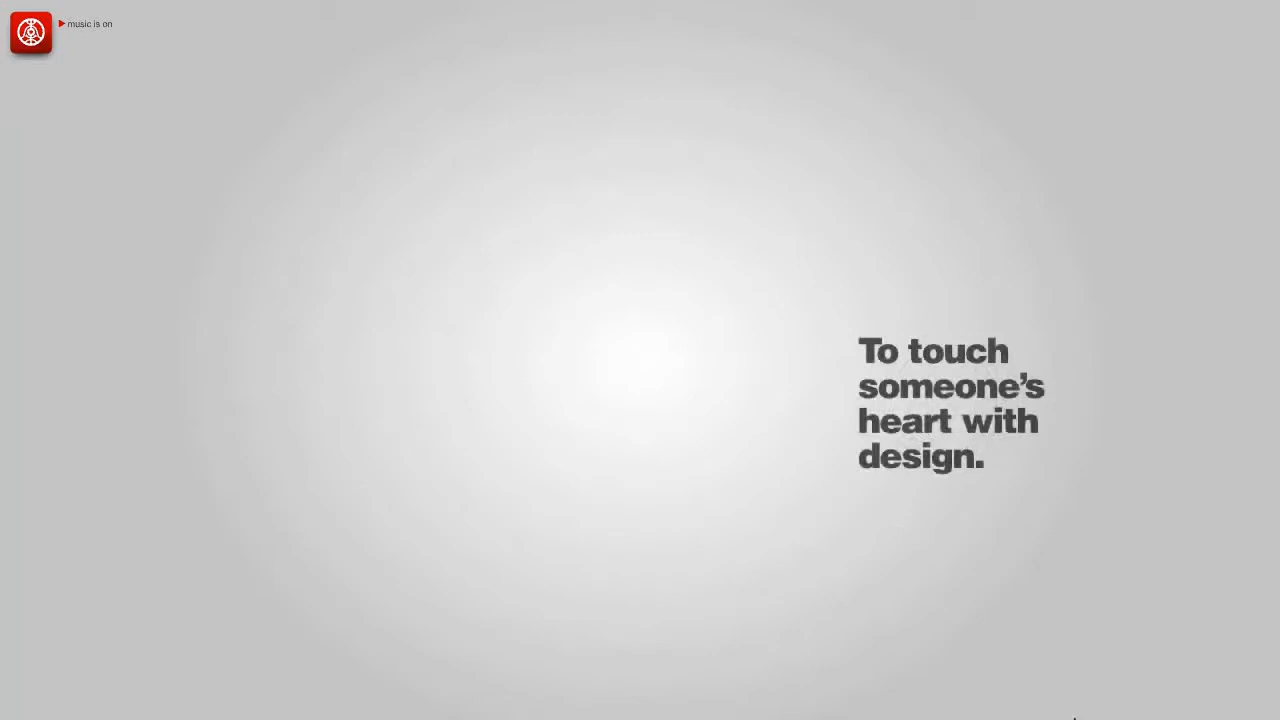 music is on
To touch
someone’s
heart with
design.